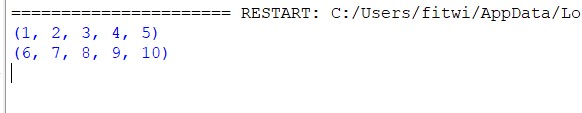 ====================== RESTART: C:/Users/fitwi/AppData/Lo
(1, 2, 3, 4, 5)
(6, 7, 8, 9, 10)